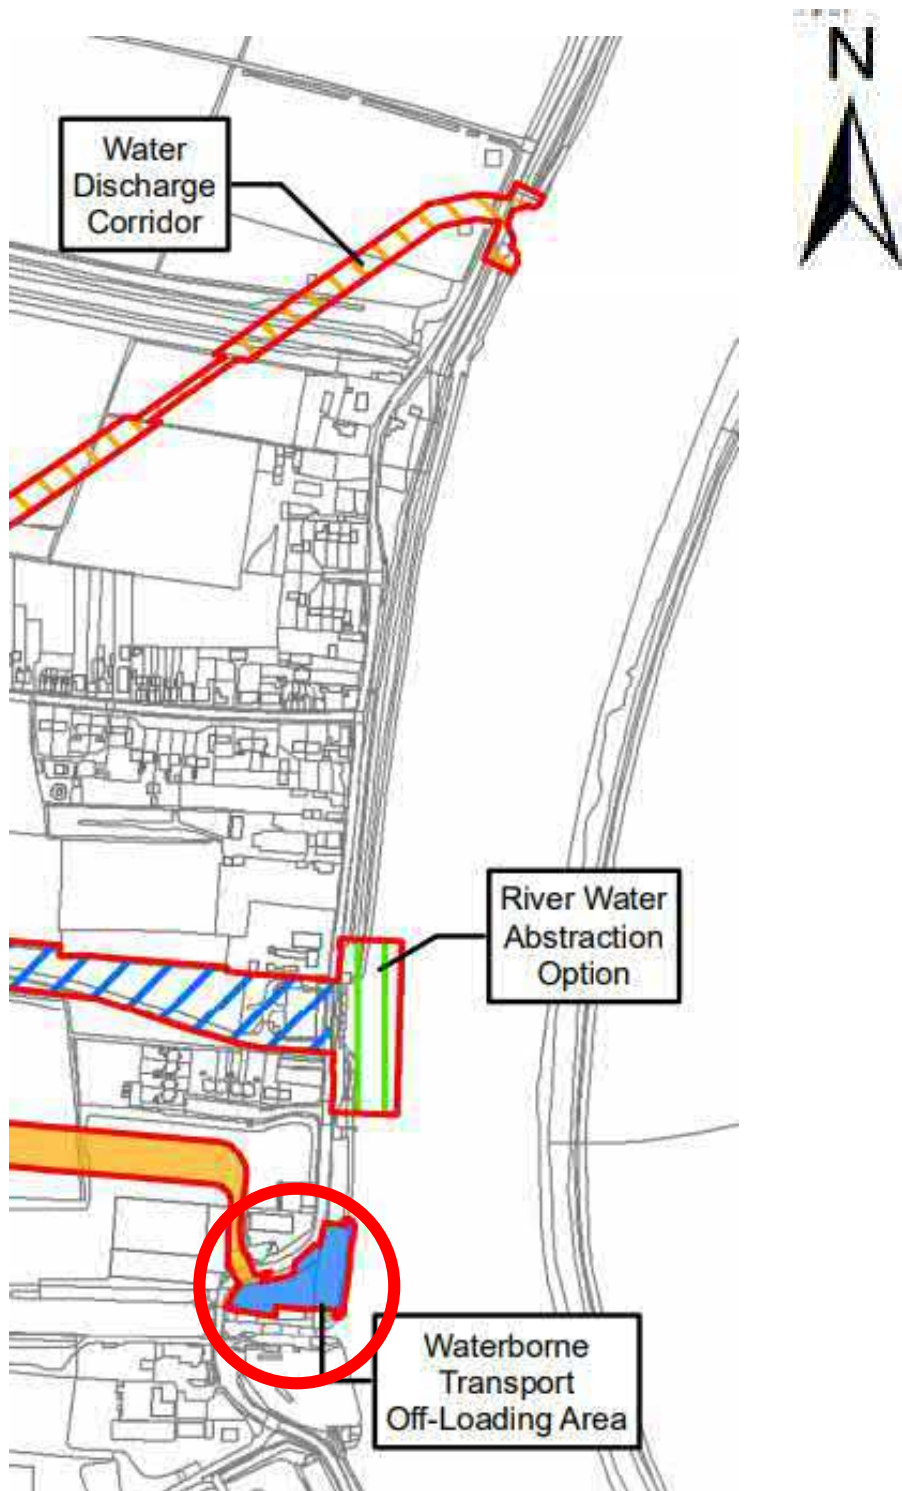 N
Water
Discharge
Corridor
River Water
Abstraction
Option
Waterborne
Transport
Off-Loading Area